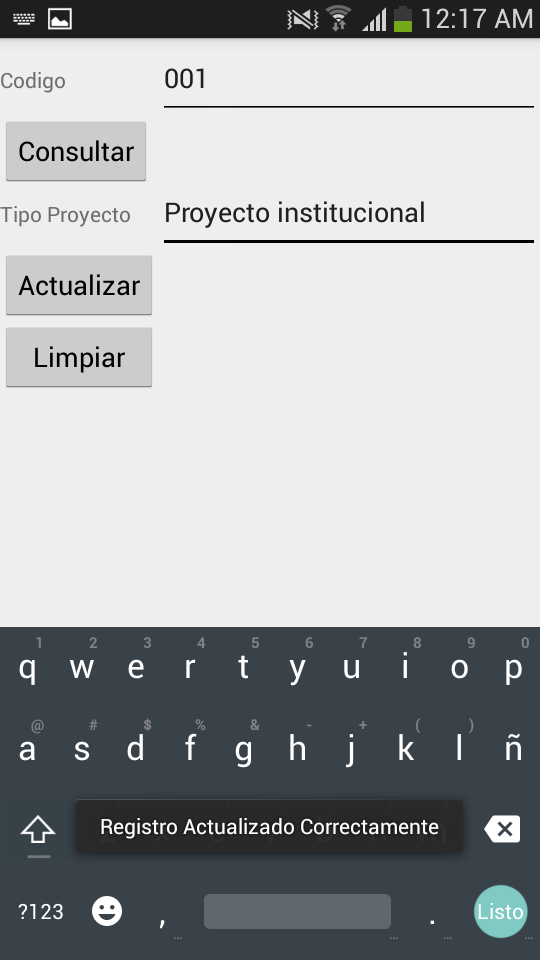 12:17 AM
Codigo 001
Consultar
Tipo Proyecto Proyecto institucional
Actualizar
Limpiar
1 2 3 4 5 6 7 8 9 0
q w e r t y u i o p
@ # $ % & - + ( )
a s d f g h j k l ñ
Registro Actualizado Correctamente
?123 , . Listo